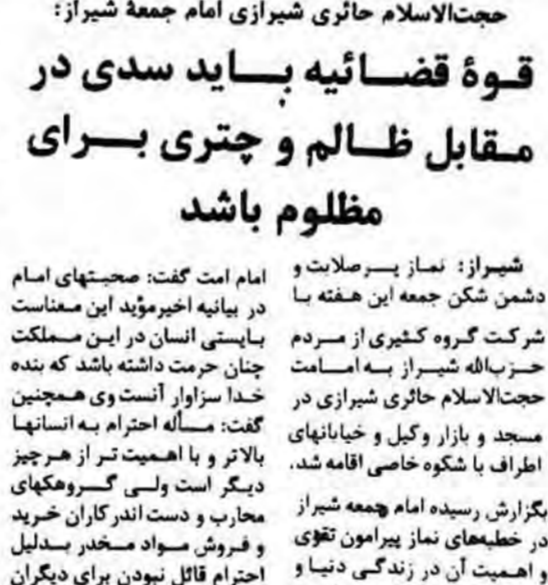 حجت‌الاسلام حائری شیرازی امام جمعهٔ شیراز:
قوهٔ قضائیه باید سدی در
مقابل ظالم و چتری برای
مظلوم باشد
شیراز: نماز پرصلابت و
دشمن شکن جمعه این هفته با
شرکت گروه کثیری از مردم
حزب‌الله شیراز به امامت
حجت‌الاسلام حائری شیرازی در
مسجد و بازار وکیل و خیابانهای
اطراف با شکوه خاصی اقامه شد.
بگزارش رسیده امام جمعه شیراز
در خطبه‌های نماز پیرامون تقوی
و اهمیت آن در زندگی دنیا و
امام امت گفت: صحبتهای امام
در بیانیه اخیر مؤید این معناست
بایستی انسان در این مملکت
چنان حرمت داشته باشد که بنده
خدا سزاوار آنست وی همچنین
گفت: مسأله احترام به انسانها
بالاتر و با اهمیت تر از هرچیز
دیگر است ولی گروهکهای
محارب و دست اندرکاران خرید
و فروش مواد مخدر بدلیل
احترام قائل نبودن برای دیگران